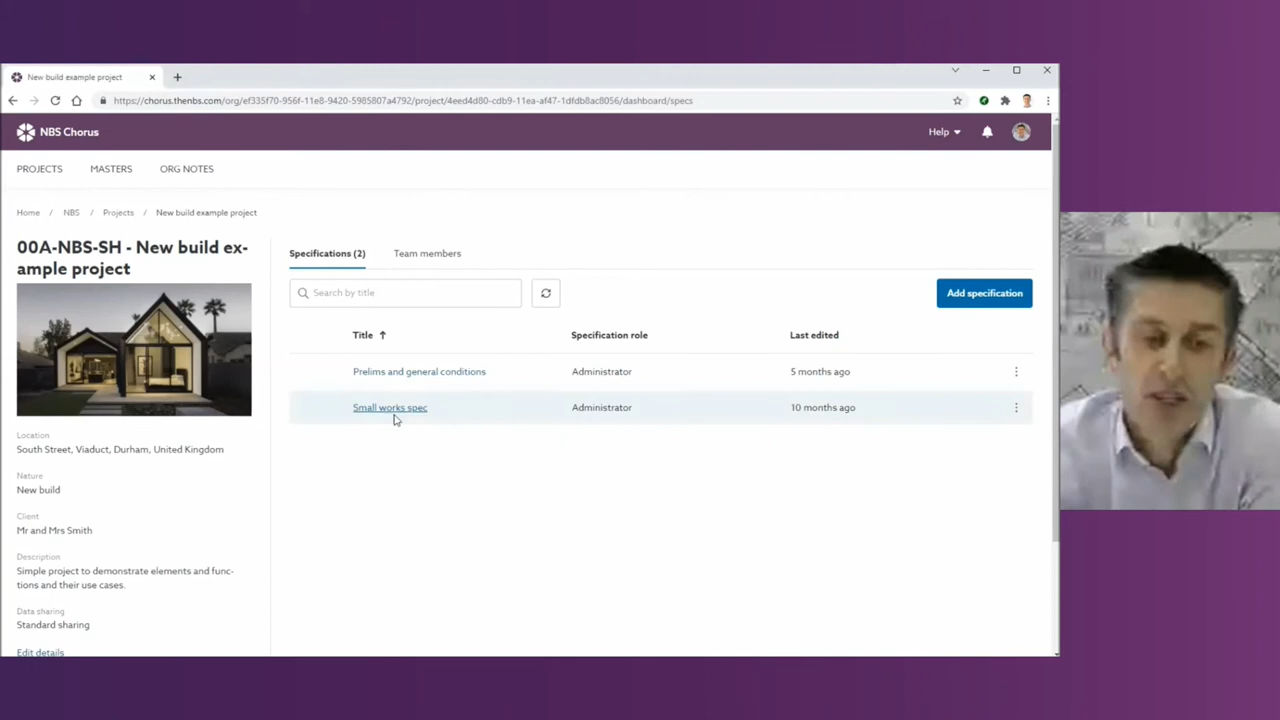 New build example project
https://chorus.thenbs.com/org/ef335f70-956f-11e8-9420-5985807a4792/project/4eed4d80-cdb9-11ea-af47-1dfdb8ac8056/dashboard/specs
NBS Chorus
Help
PROJECTS MASTERS ORG NOTES
Home / NBS / Projects / New build example project
00A-NBS-SH - New build ex-
ample project
Location
South Street, Viaduct, Durham, United Kingdom
Nature
New build
Client
Mr and Mrs Smith
Description
Simple project to demonstrate elements and func-
tions and their use cases.
Data sharing
Standard sharing
Edit details
Specifications (2) Team members
Search by title
Add specification
Title Specification role Last edited
Prelims and general conditions Administrator 5 months ago
Small works spec Administrator 10 months ago